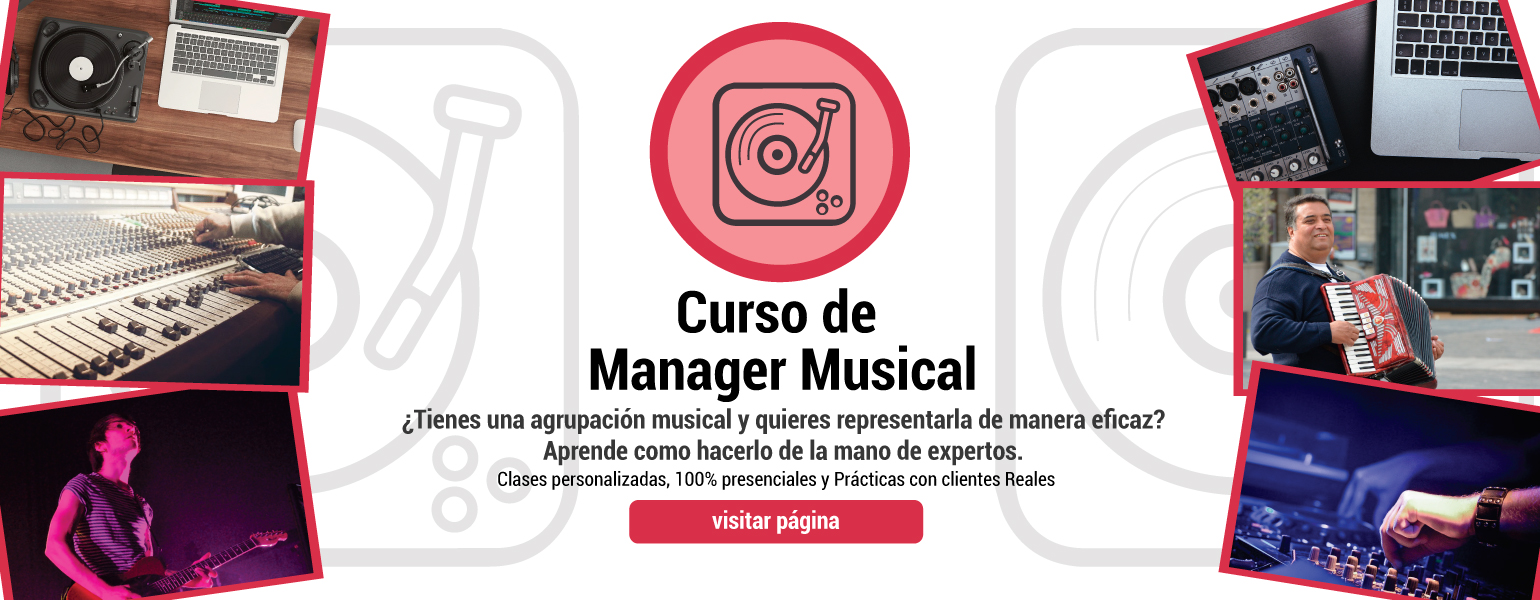 Curso de
Manager Musical
¿Tienes una agrupación musical y quieres representarla de manera eficaz?
Aprende como hacerlo de la mano de expertos.
Clases personalizadas, 100% presenciales y Prácticas con clientes Reales
visitar página